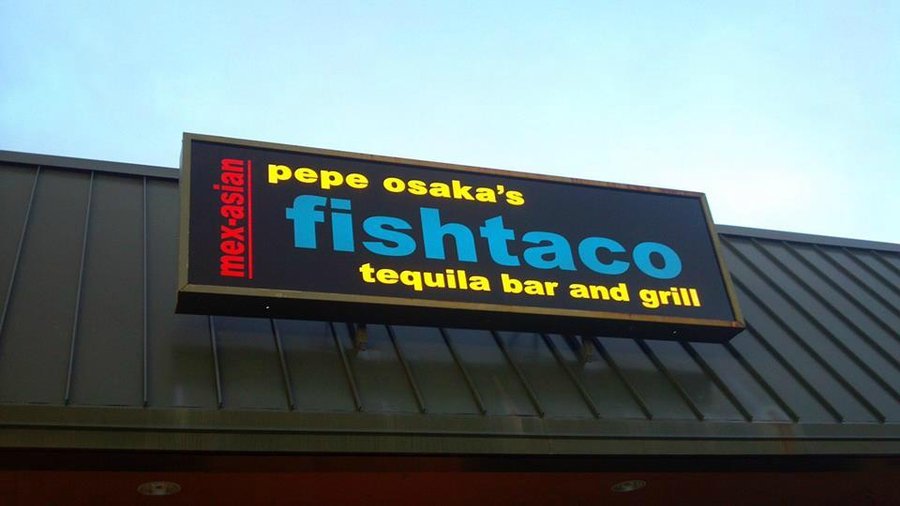 mex-asian
pepe osaka's
fishtaco
tequila bar and grill